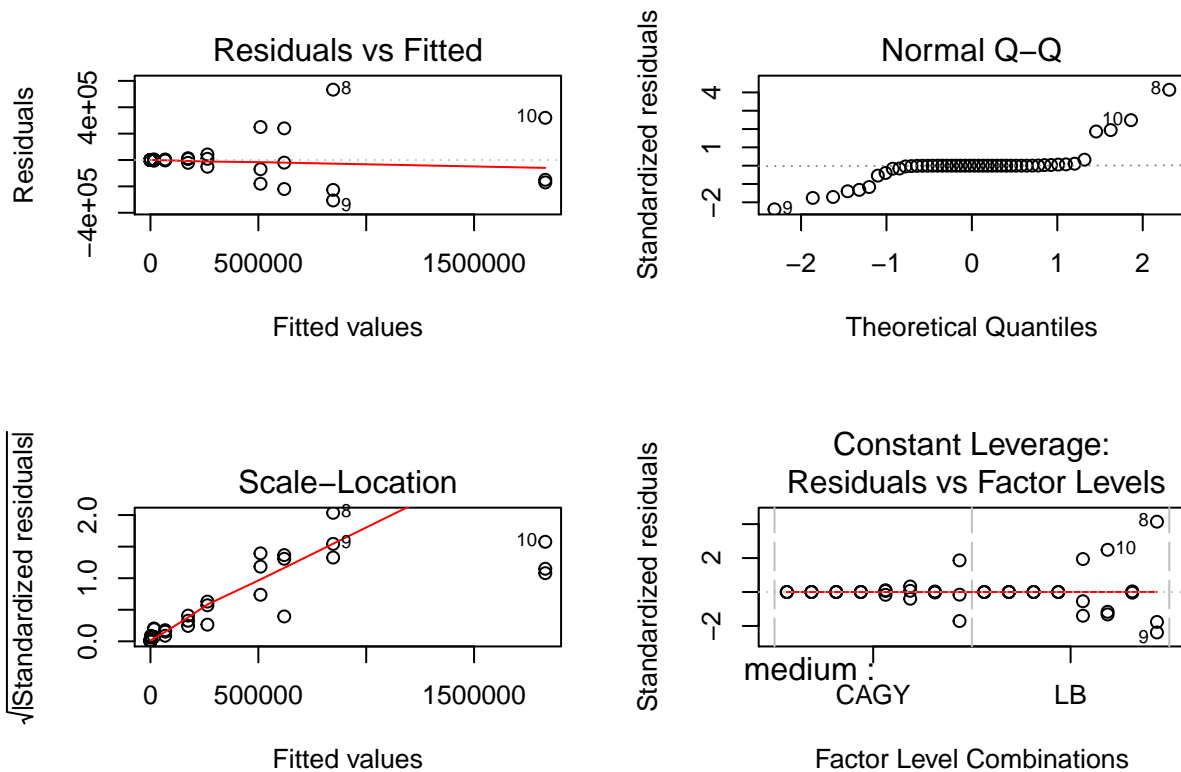 Residuals vs Fitted
Residuals
−4e+05
4e+05
8
10
9
0
500000
1500000
Fitted values
Normal Q−Q
Standardized residuals
−2
1
4
8
10
9
−2
−1
0
1
2
Theoretical Quantiles
Scale−Location
√|Standardized residuals|
0.0
1.0
2.0
8
9
10
0
500000
1500000
Fitted values
Constant Leverage:
Residuals vs Factor Levels
Standardized residuals
−2
2
8
10
9
medium :
CAGY
LB
Factor Level Combinations